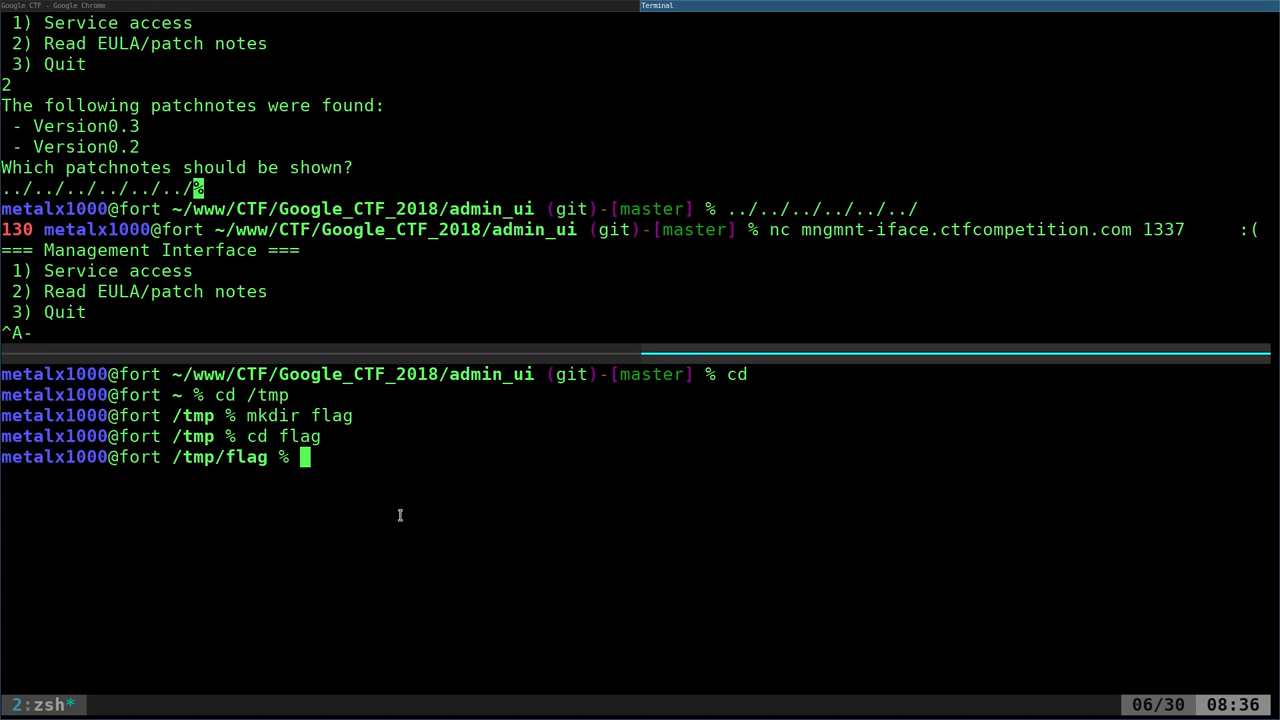 Google CTF - Google Chrome
Terminal
1) Service access
2) Read EULA/patch notes
3) Quit
2
The following patchnotes were found:
- Version0.3
- Version0.2
Which patchnotes should be shown?
../../../../../../%
metalx1000@fort ~/www/CTF/Google_CTF_2018/admin_ui (git)-[master] % ../../../../../../
130 metalx1000@fort ~/www/CTF/Google_CTF_2018/admin_ui (git)-[master] % nc mngmnt-iface.ctfcompetition.com 1337 :(
=== Management Interface ===
1) Service access
2) Read EULA/patch notes
3) Quit
^A-
metalx1000@fort ~/www/CTF/Google_CTF_2018/admin_ui (git)-[master] % cd
metalx1000@fort ~ % cd /tmp
metalx1000@fort /tmp % mkdir flag
metalx1000@fort /tmp % cd flag
metalx1000@fort /tmp/flag %
2:zsh* 06/30 08:36